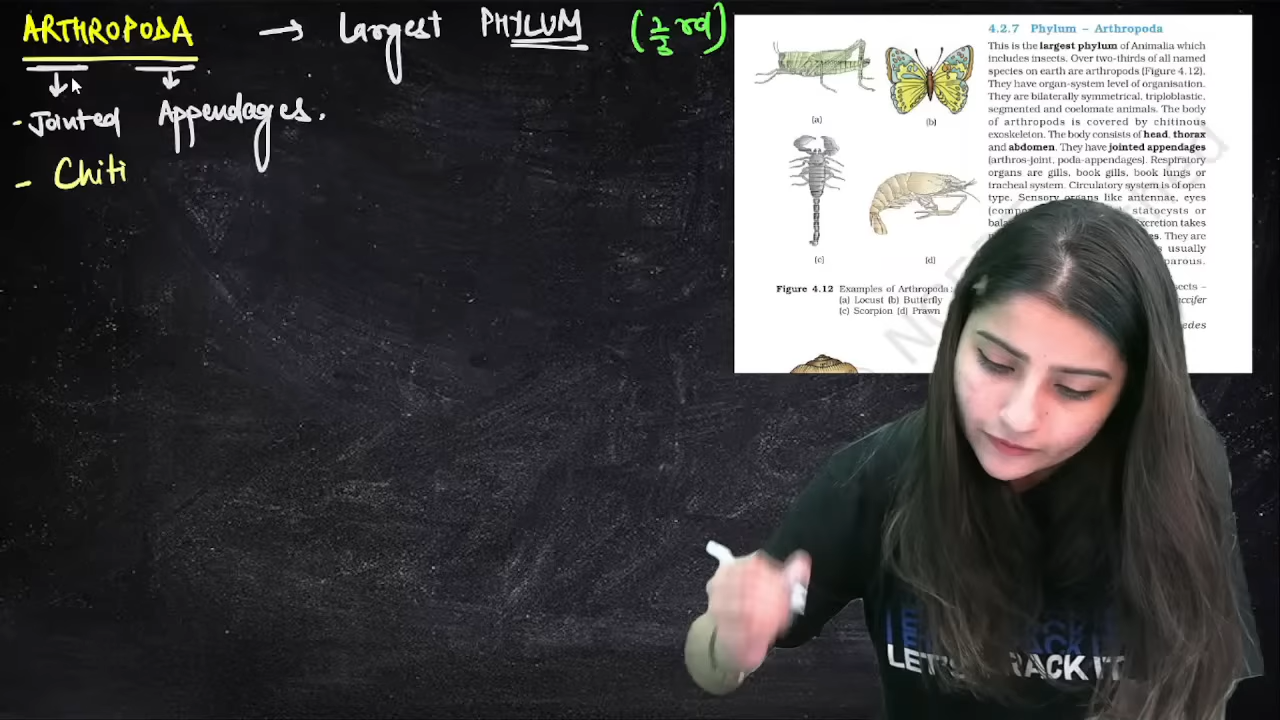 ARTHROPODA → Largest PHYLUM (2/3 rd)
- Jointed Appendages.
- Chiti
4.2.7 Phylum – Arthropoda
This is the largest phylum of Animalia which
includes insects. Over two-thirds of all named
species on earth are arthropods (Figure 4.12).
They have organ-system level of organisation.
They are bilaterally symmetrical, triploblastic,
segmented and coelomate animals. The body
of arthropods is covered by chitinous
exoskeleton. The body consists of head, thorax
and abdomen. They have jointed appendages
(arthros-joint, poda-appendages). Respiratory
organs are gills, book gills, book lungs or
tracheal system. Circulatory system is of open
type. Sensory organs like antennae, eyes
statocysts or
takes
They are
usually
(a)
(b)
(c)
(d)
Figure 4.12 Examples of Arthropoda :
(a) Locust (b) Butterfly
(c) Scorpion (d) Prawn
LET'S CRACK IT